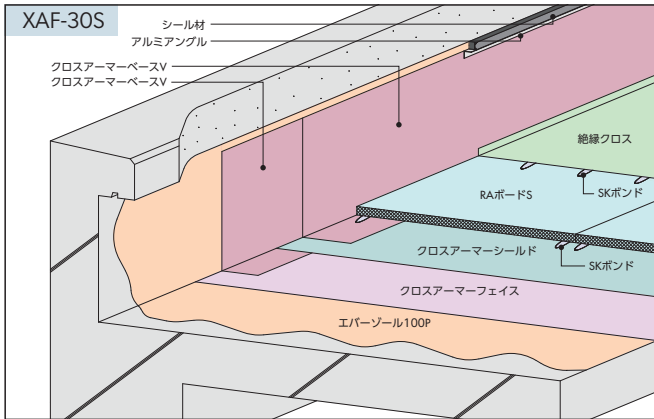 XAF-30S
シール材
アルミアングル
クロスアーマーベースV
クロスアーマーベースV
絶縁クロス
RAボードS
SKボンド
クロスアーマーシールド
SKボンド
クロスアーマーフェイス
エバーゾール100P